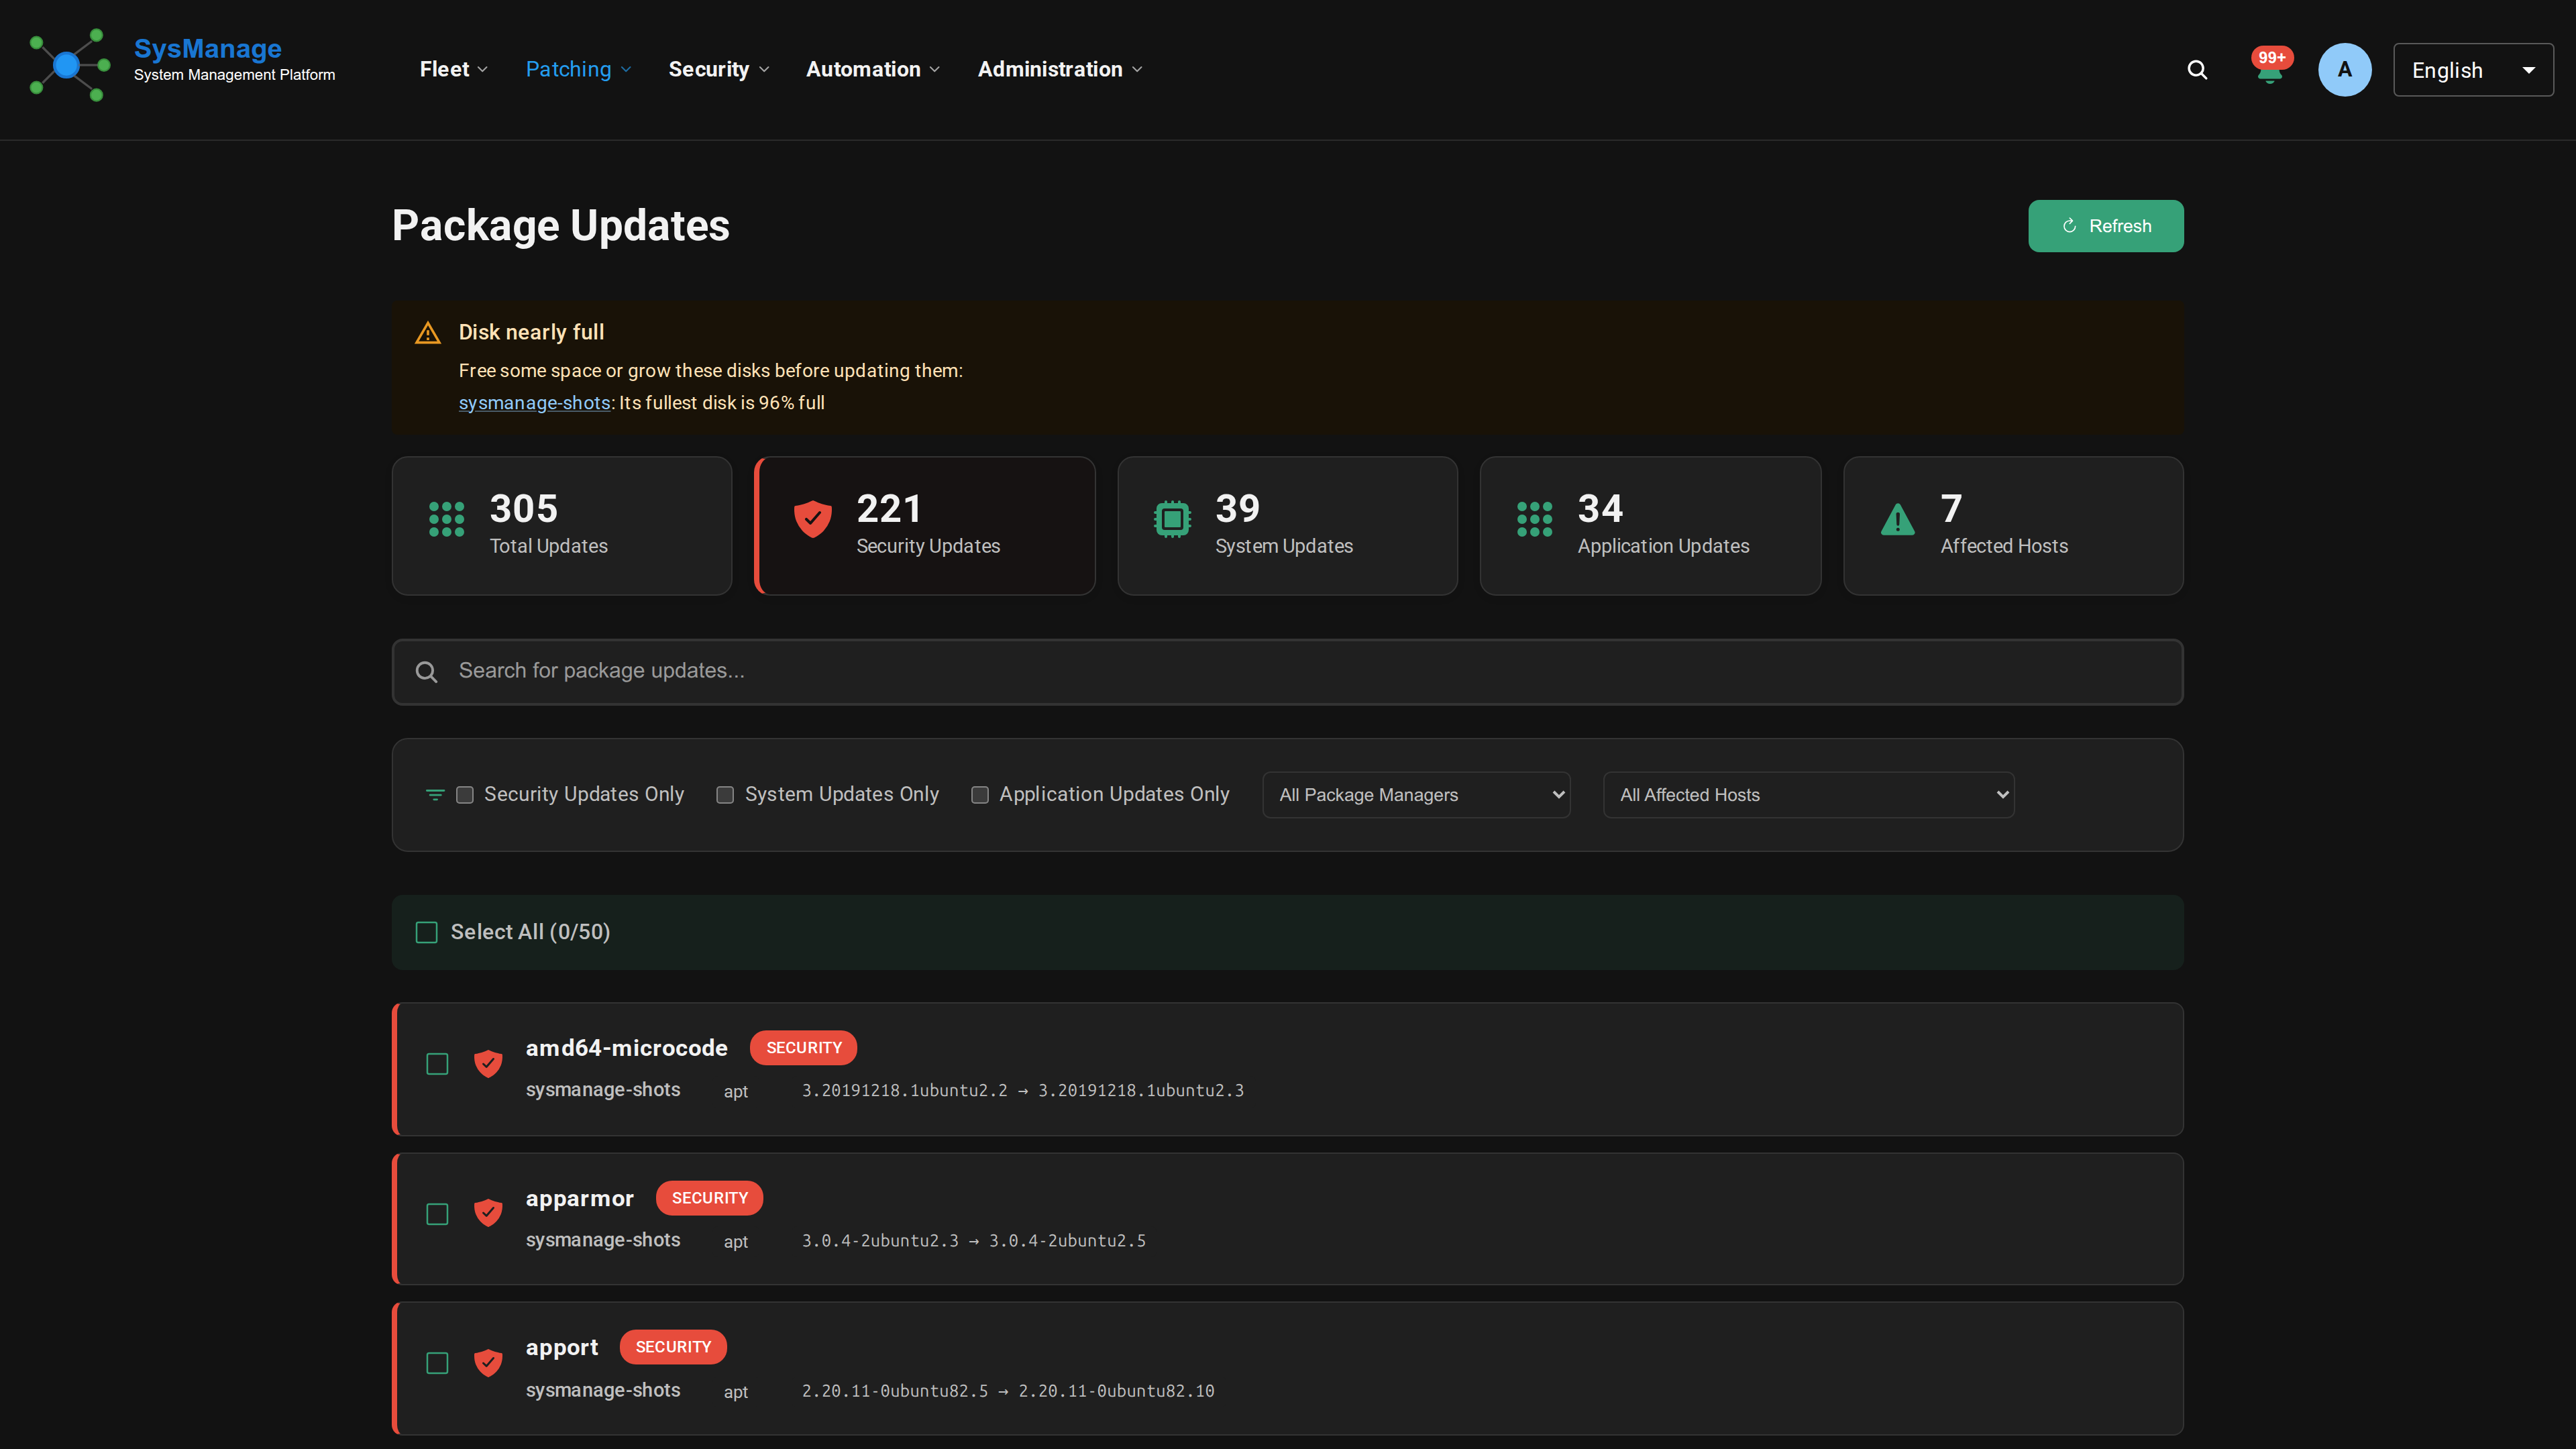 SysManage
System Management Platform
Fleet
Patching
Security
Automation
Administration
99+
A
English
Package Updates
Refresh
Disk nearly full
Free some space or grow these disks before updating them:
sysmanage-shots: Its fullest disk is 96% full
305
Total Updates
221
Security Updates
39
System Updates
34
Application Updates
7
Affected Hosts
Search for package updates...
Security Updates Only
System Updates Only
Application Updates Only
All Package Managers
All Affected Hosts
Select All (0/50)
amd64-microcode SECURITY
sysmanage-shots apt 3.20191218.1ubuntu2.2 → 3.20191218.1ubuntu2.3
apparmor SECURITY
sysmanage-shots apt 3.0.4-2ubuntu2.3 → 3.0.4-2ubuntu2.5
apport SECURITY
sysmanage-shots apt 2.20.11-0ubuntu82.5 → 2.20.11-0ubuntu82.10